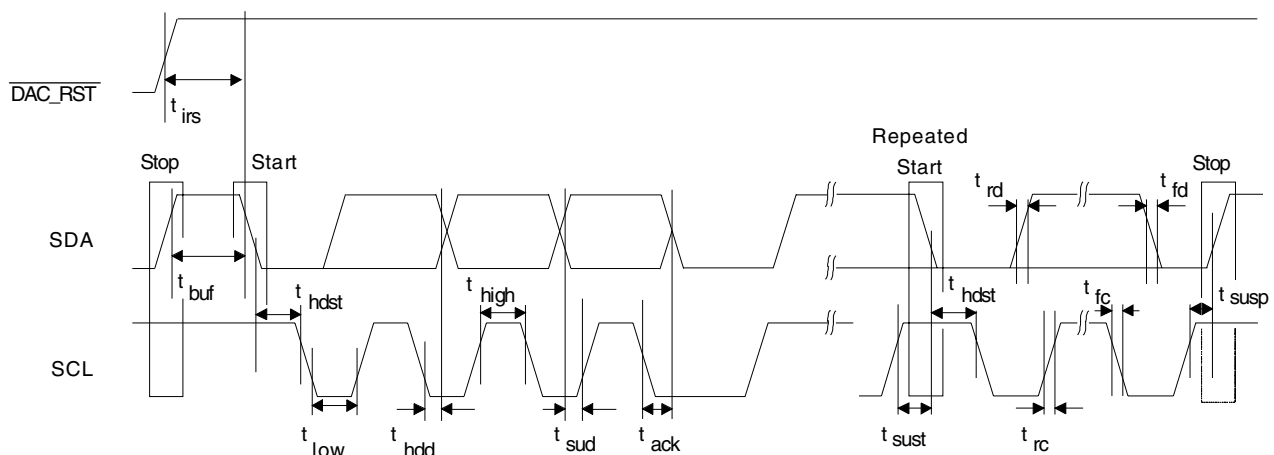 DAC_RST
t irs
Repeated
Stop
Start
Start
Stop
t rd
t fd
SDA
t buf
t hdst
t high
t hdst
t fc
t susp
SCL
t low
t hdd
t sud
t ack
t sust
t rc